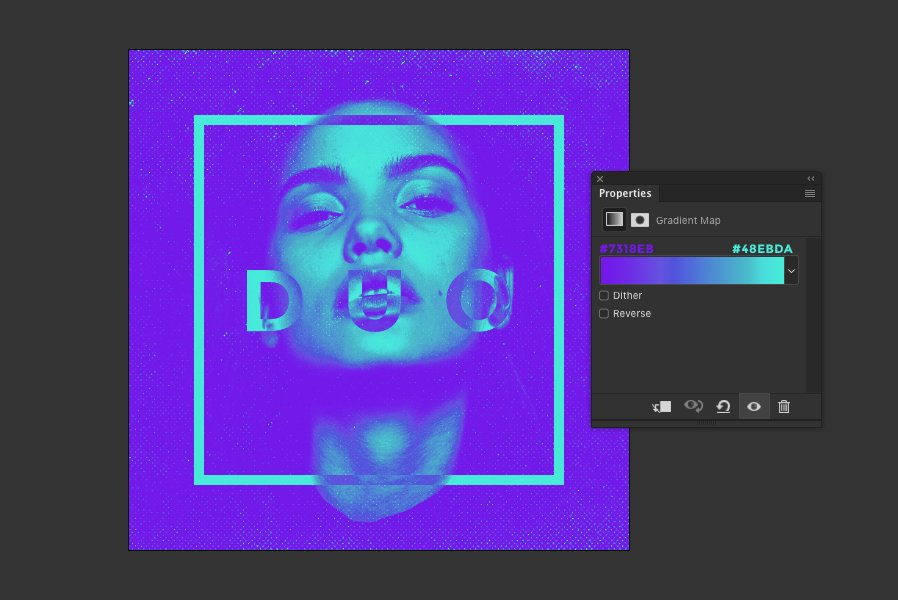 DUO
Properties
Gradient Map
#7318EB #48EBDA
Dither
Reverse